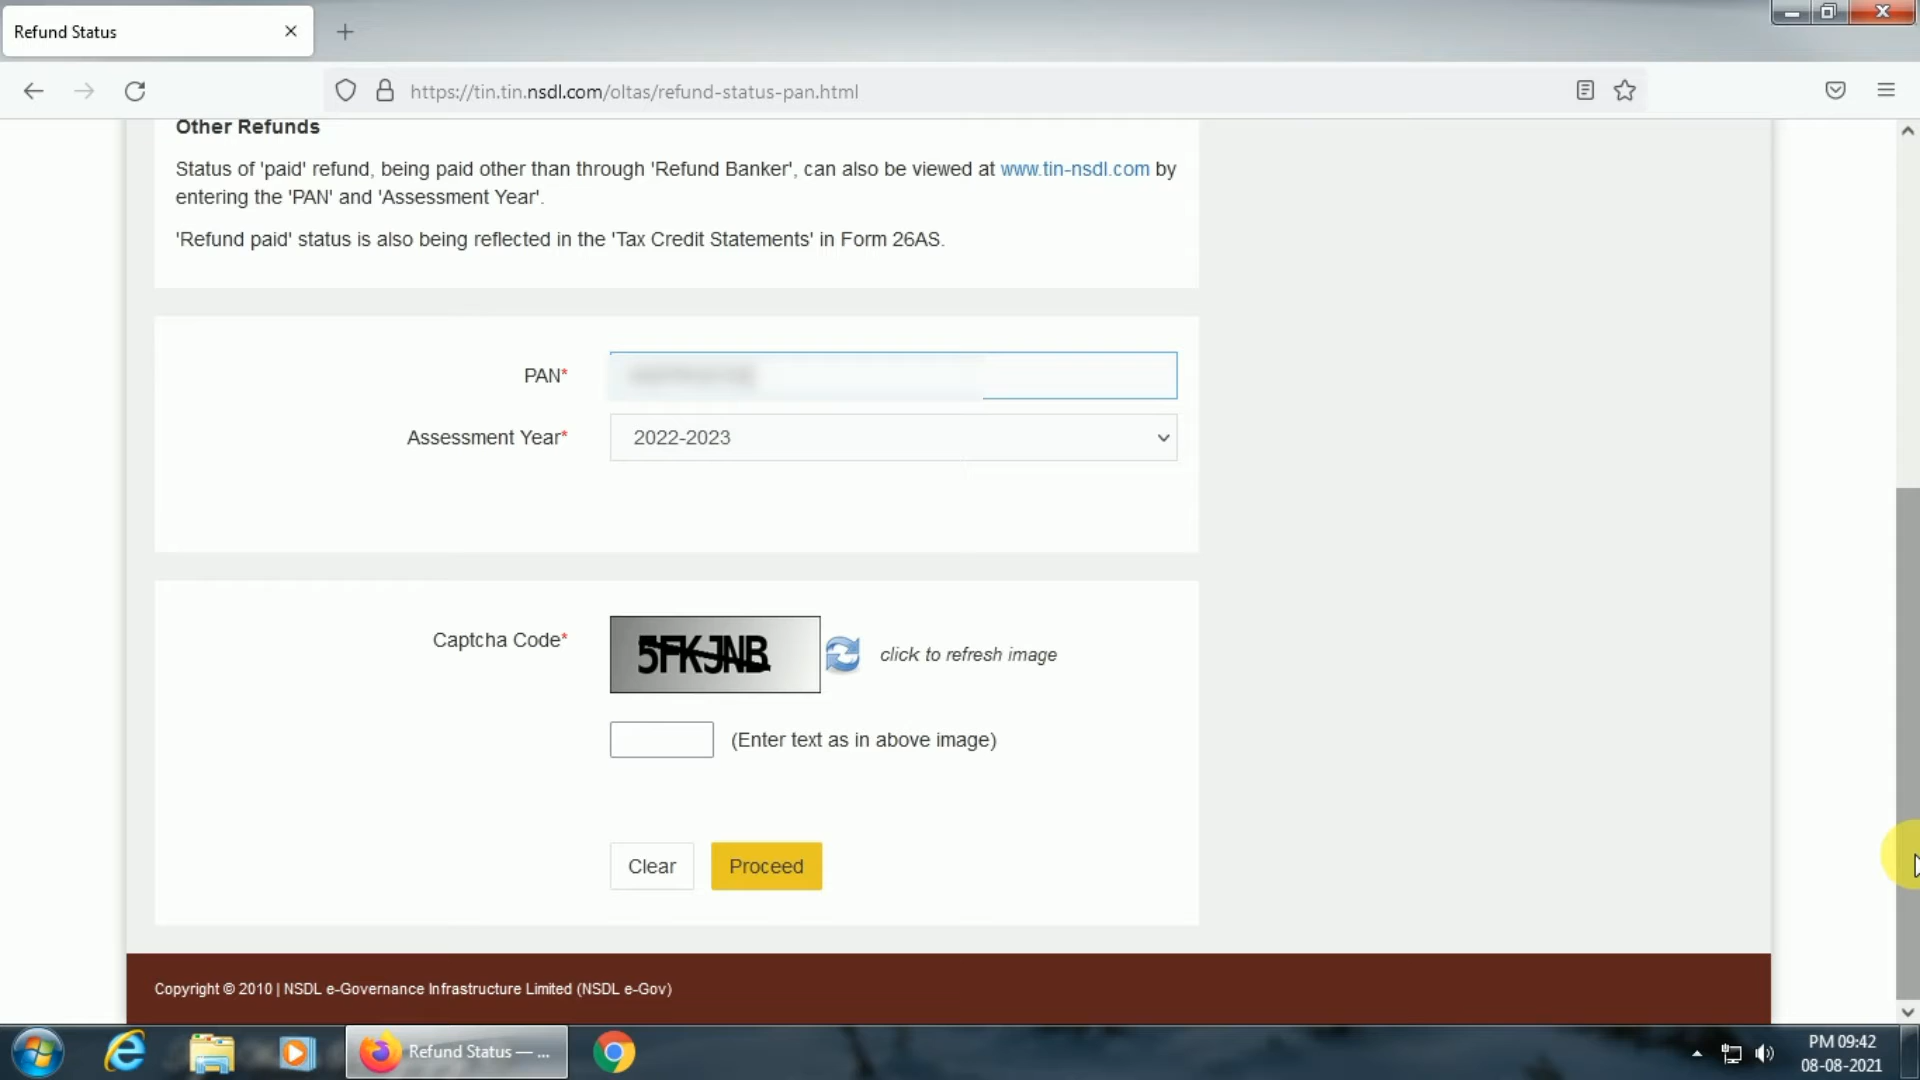 Refund Status
https://tin.tin.nsdl.com/oltas/refund-status-pan.html
Other Refunds
Status of 'paid' refund, being paid other than through 'Refund Banker', can also be viewed at www.tin-nsdl.com by
entering the 'PAN' and 'Assessment Year'.
'Refund paid' status is also being reflected in the 'Tax Credit Statements' in Form 26AS.
PAN*
Assessment Year* 2022-2023
Captcha Code* 5FKJNB click to refresh image
(Enter text as in above image)
Clear Proceed
Copyright © 2010 | NSDL e-Governance Infrastructure Limited (NSDL e-Gov)
Refund Status — ...
PM 09:42
08-08-2021